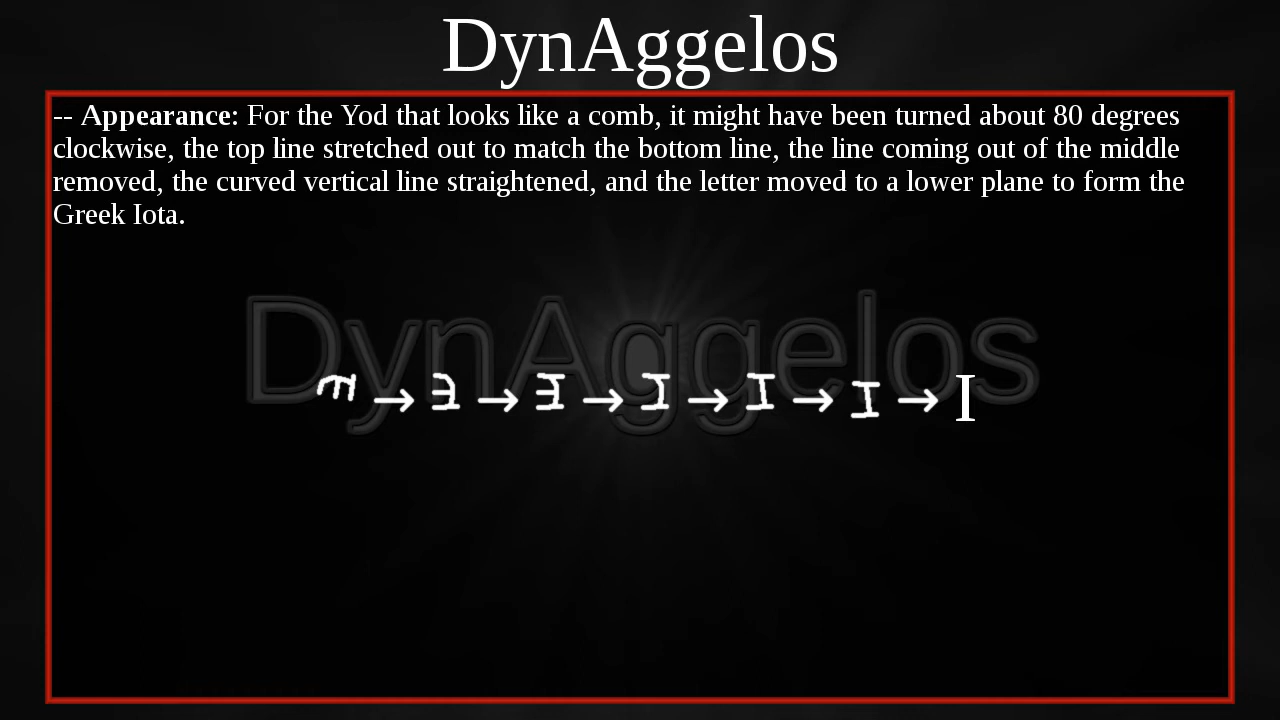 DynAggelos
-- Appearance: For the Yod that looks like a comb, it might have been turned about 80 degrees
clockwise, the top line stretched out to match the bottom line, the line coming out of the middle
removed, the curved vertical line straightened, and the letter moved to a lower plane to form the
Greek Iota.
DynAggelos
→ → → → → → I